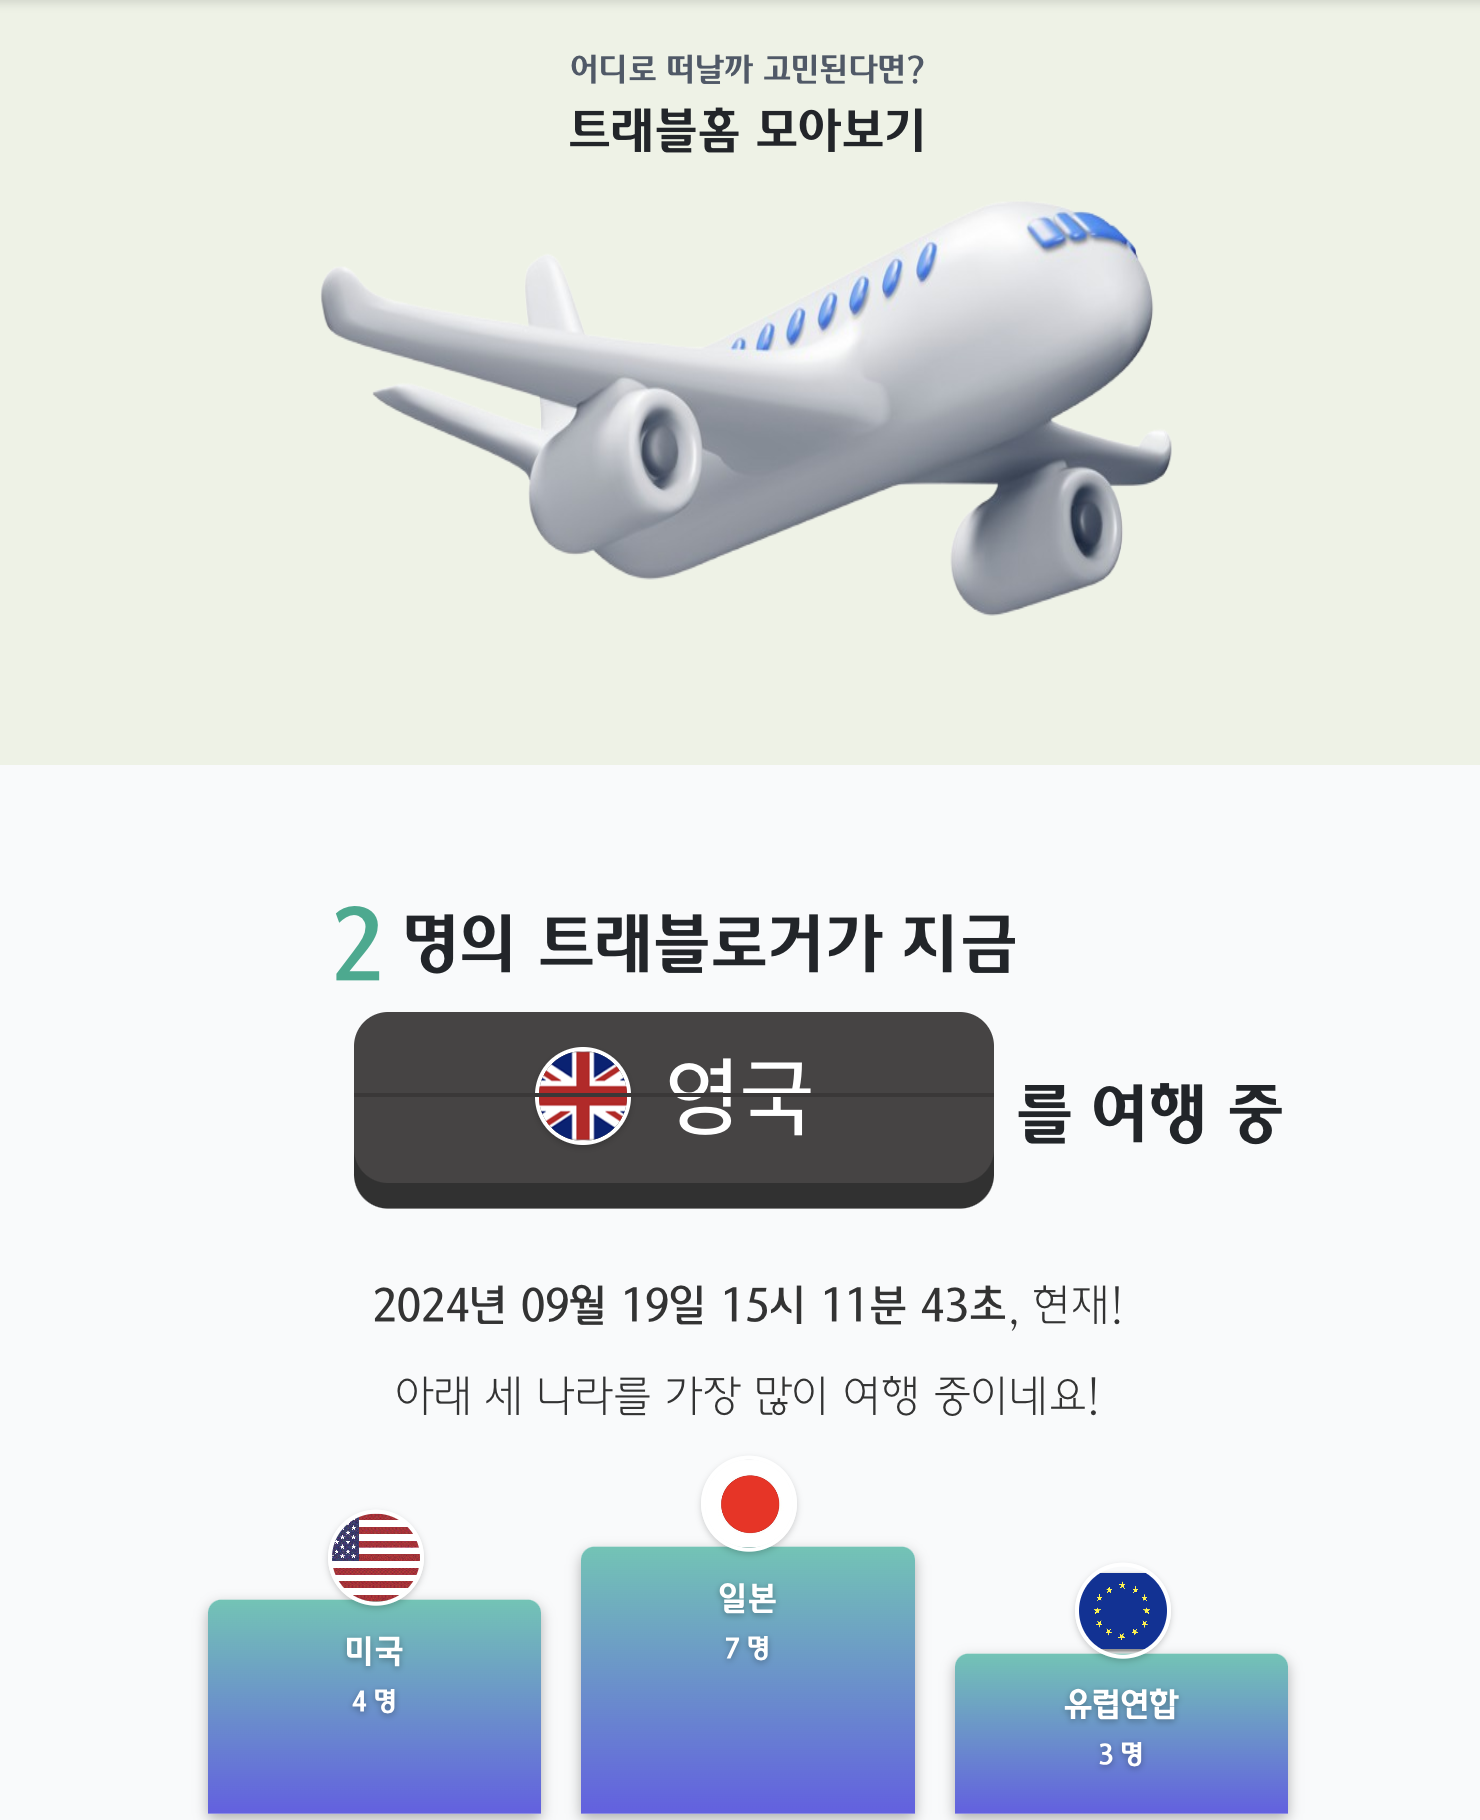 어디로 떠날까 고민된다면?
트래블홈 모아보기
2 명의 트래블로거가 지금
영국 를 여행 중
2024년 09월 19일 15시 11분 43초, 현재!
아래 세 나라를 가장 많이 여행 중이네요!
미국
4 명
일본
7 명
유럽연합
3 명